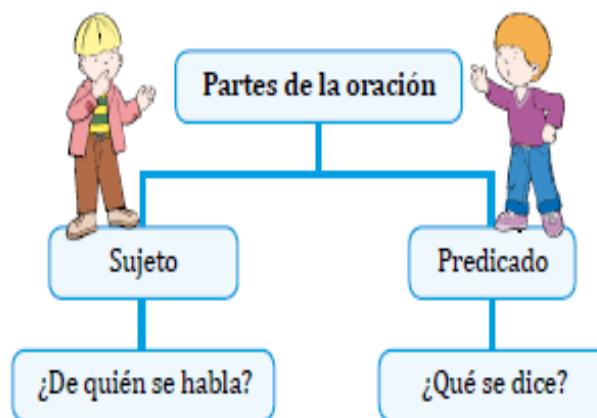 Partes de la oración
Sujeto
Predicado
¿De quién se habla?
¿Qué se dice?